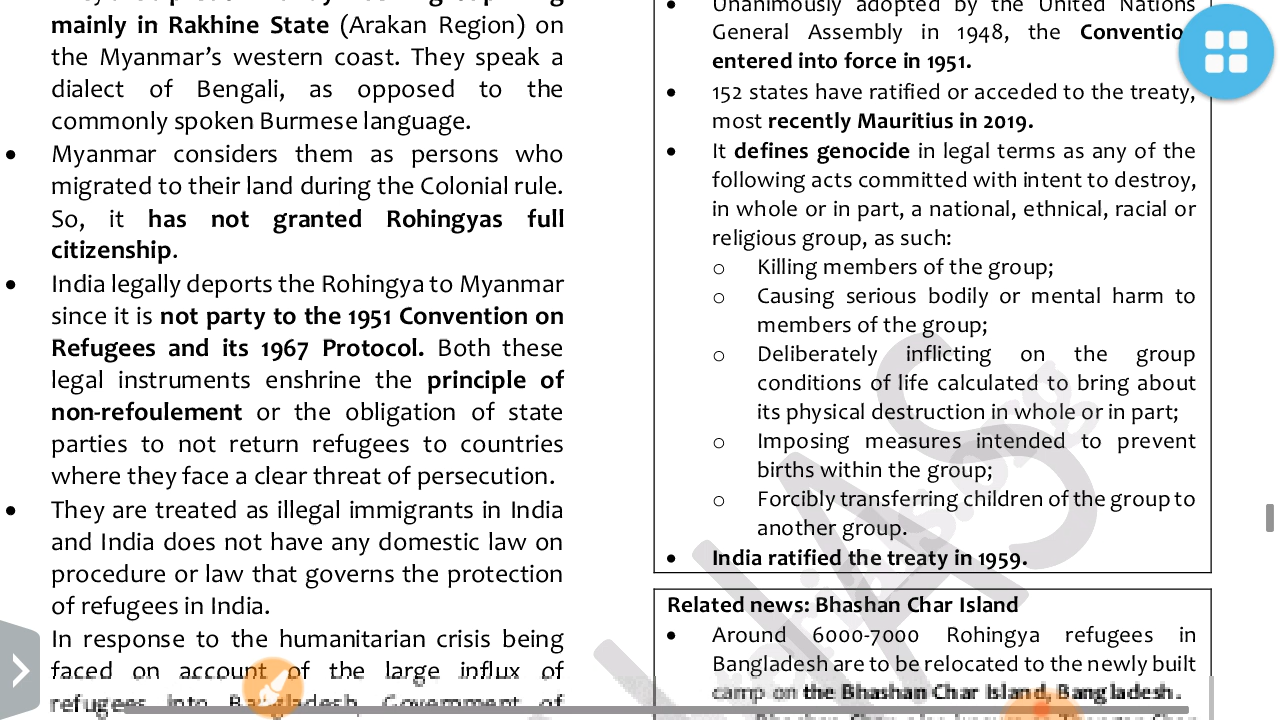 mainly in Rakhine State (Arakan Region) on
the Myanmar's western coast. They speak a
dialect of Bengali, as opposed to the
commonly spoken Burmese language.
• Myanmar considers them as persons who
migrated to their land during the Colonial rule.
So, it has not granted Rohingyas full
citizenship.
• India legally deports the Rohingya to Myanmar
since it is not party to the 1951 Convention on
Refugees and its 1967 Protocol. Both these
legal instruments enshrine the principle of
non-refoulement or the obligation of state
parties to not return refugees to countries
where they face a clear threat of persecution.
• They are treated as illegal immigrants in India
and India does not have any domestic law on
procedure or law that governs the protection
of refugees in India.
In response to the humanitarian crisis being
faced on account of the large influx of
refugees into Bangladesh, Government of
• Unanimously adopted by the United Nations
General Assembly in 1948, the Convention
entered into force in 1951.
• 152 states have ratified or acceded to the treaty,
most recently Mauritius in 2019.
• It defines genocide in legal terms as any of the
following acts committed with intent to destroy,
in whole or in part, a national, ethnical, racial or
religious group, as such:
o Killing members of the group;
o Causing serious bodily or mental harm to
members of the group;
o Deliberately inflicting on the group
conditions of life calculated to bring about
its physical destruction in whole or in part;
o Imposing measures intended to prevent
births within the group;
o Forcibly transferring children of the group to
another group.
• India ratified the treaty in 1959.
Related news: Bhashan Char Island
• Around 6000-7000 Rohingya refugees in
Bangladesh are to be relocated to the newly built
camp on the Bhashan Char Island, Bangladesh.